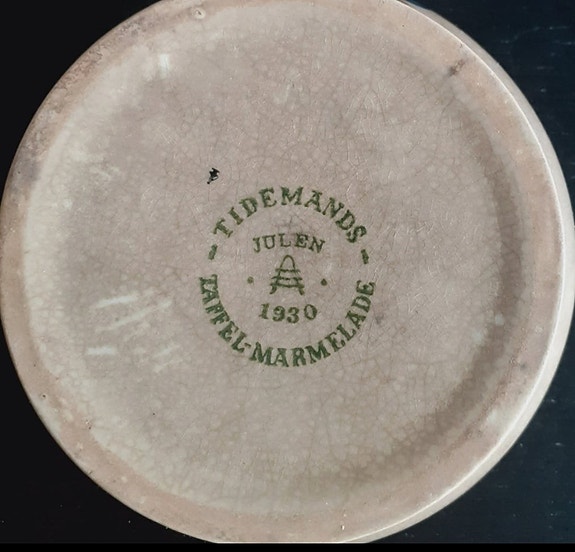 TIDEMANDS
JULEN
1930
TAFFEL-MARMELADE